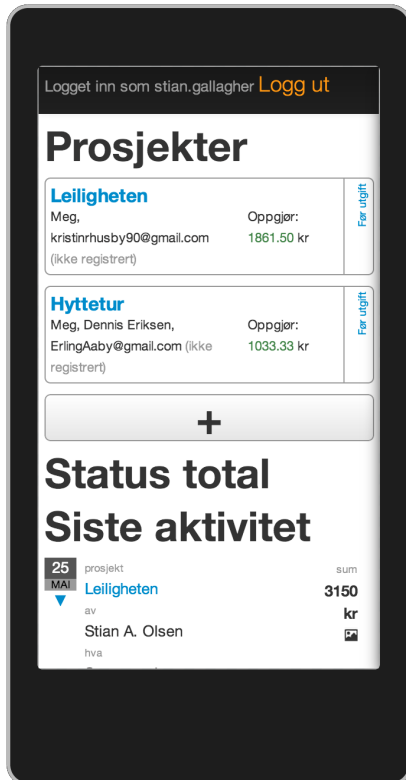 Logget inn som stian.gallagher Logg ut
Prosjekter
Leiligheten
Meg,
kristinrhusby90@gmail.com
(ikke registrert)
Oppgjør:
1861.50 kr
Før utgift
Hyttetur
Meg, Dennis Eriksen,
ErlingAaby@gmail.com (ikke
registrert)
Oppgjør:
1033.33 kr
Før utgift
+
Status total
Siste aktivitet
25
MAI
prosjekt
Leiligheten
av
Stian A. Olsen
hva
sum
3150
kr